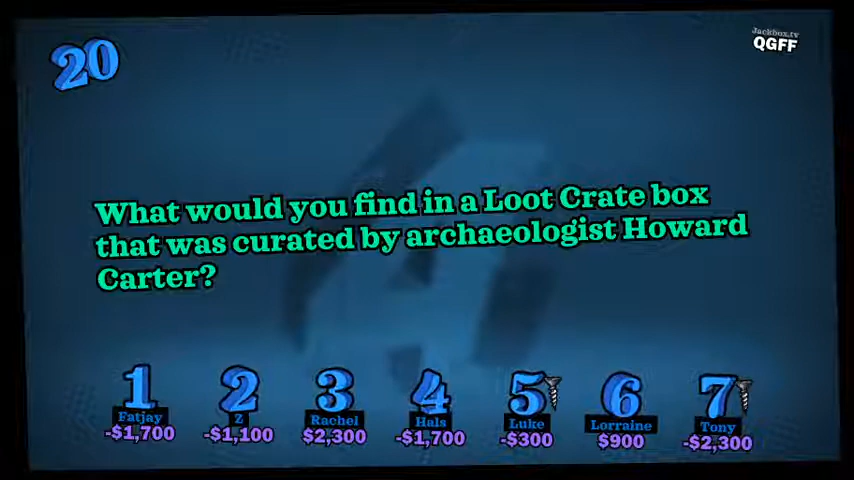 20
Jackbox.tv
QGFF
What would you find in a Loot Crate box
that was curated by archaeologist Howard
Carter?
1 2 3 4 5 6 7
Fatjay Z Rachel Hals Luke Lorraine Tony
-$1,700 -$1,100 $2,300 -$1,700 -$300 $900 -$2,300